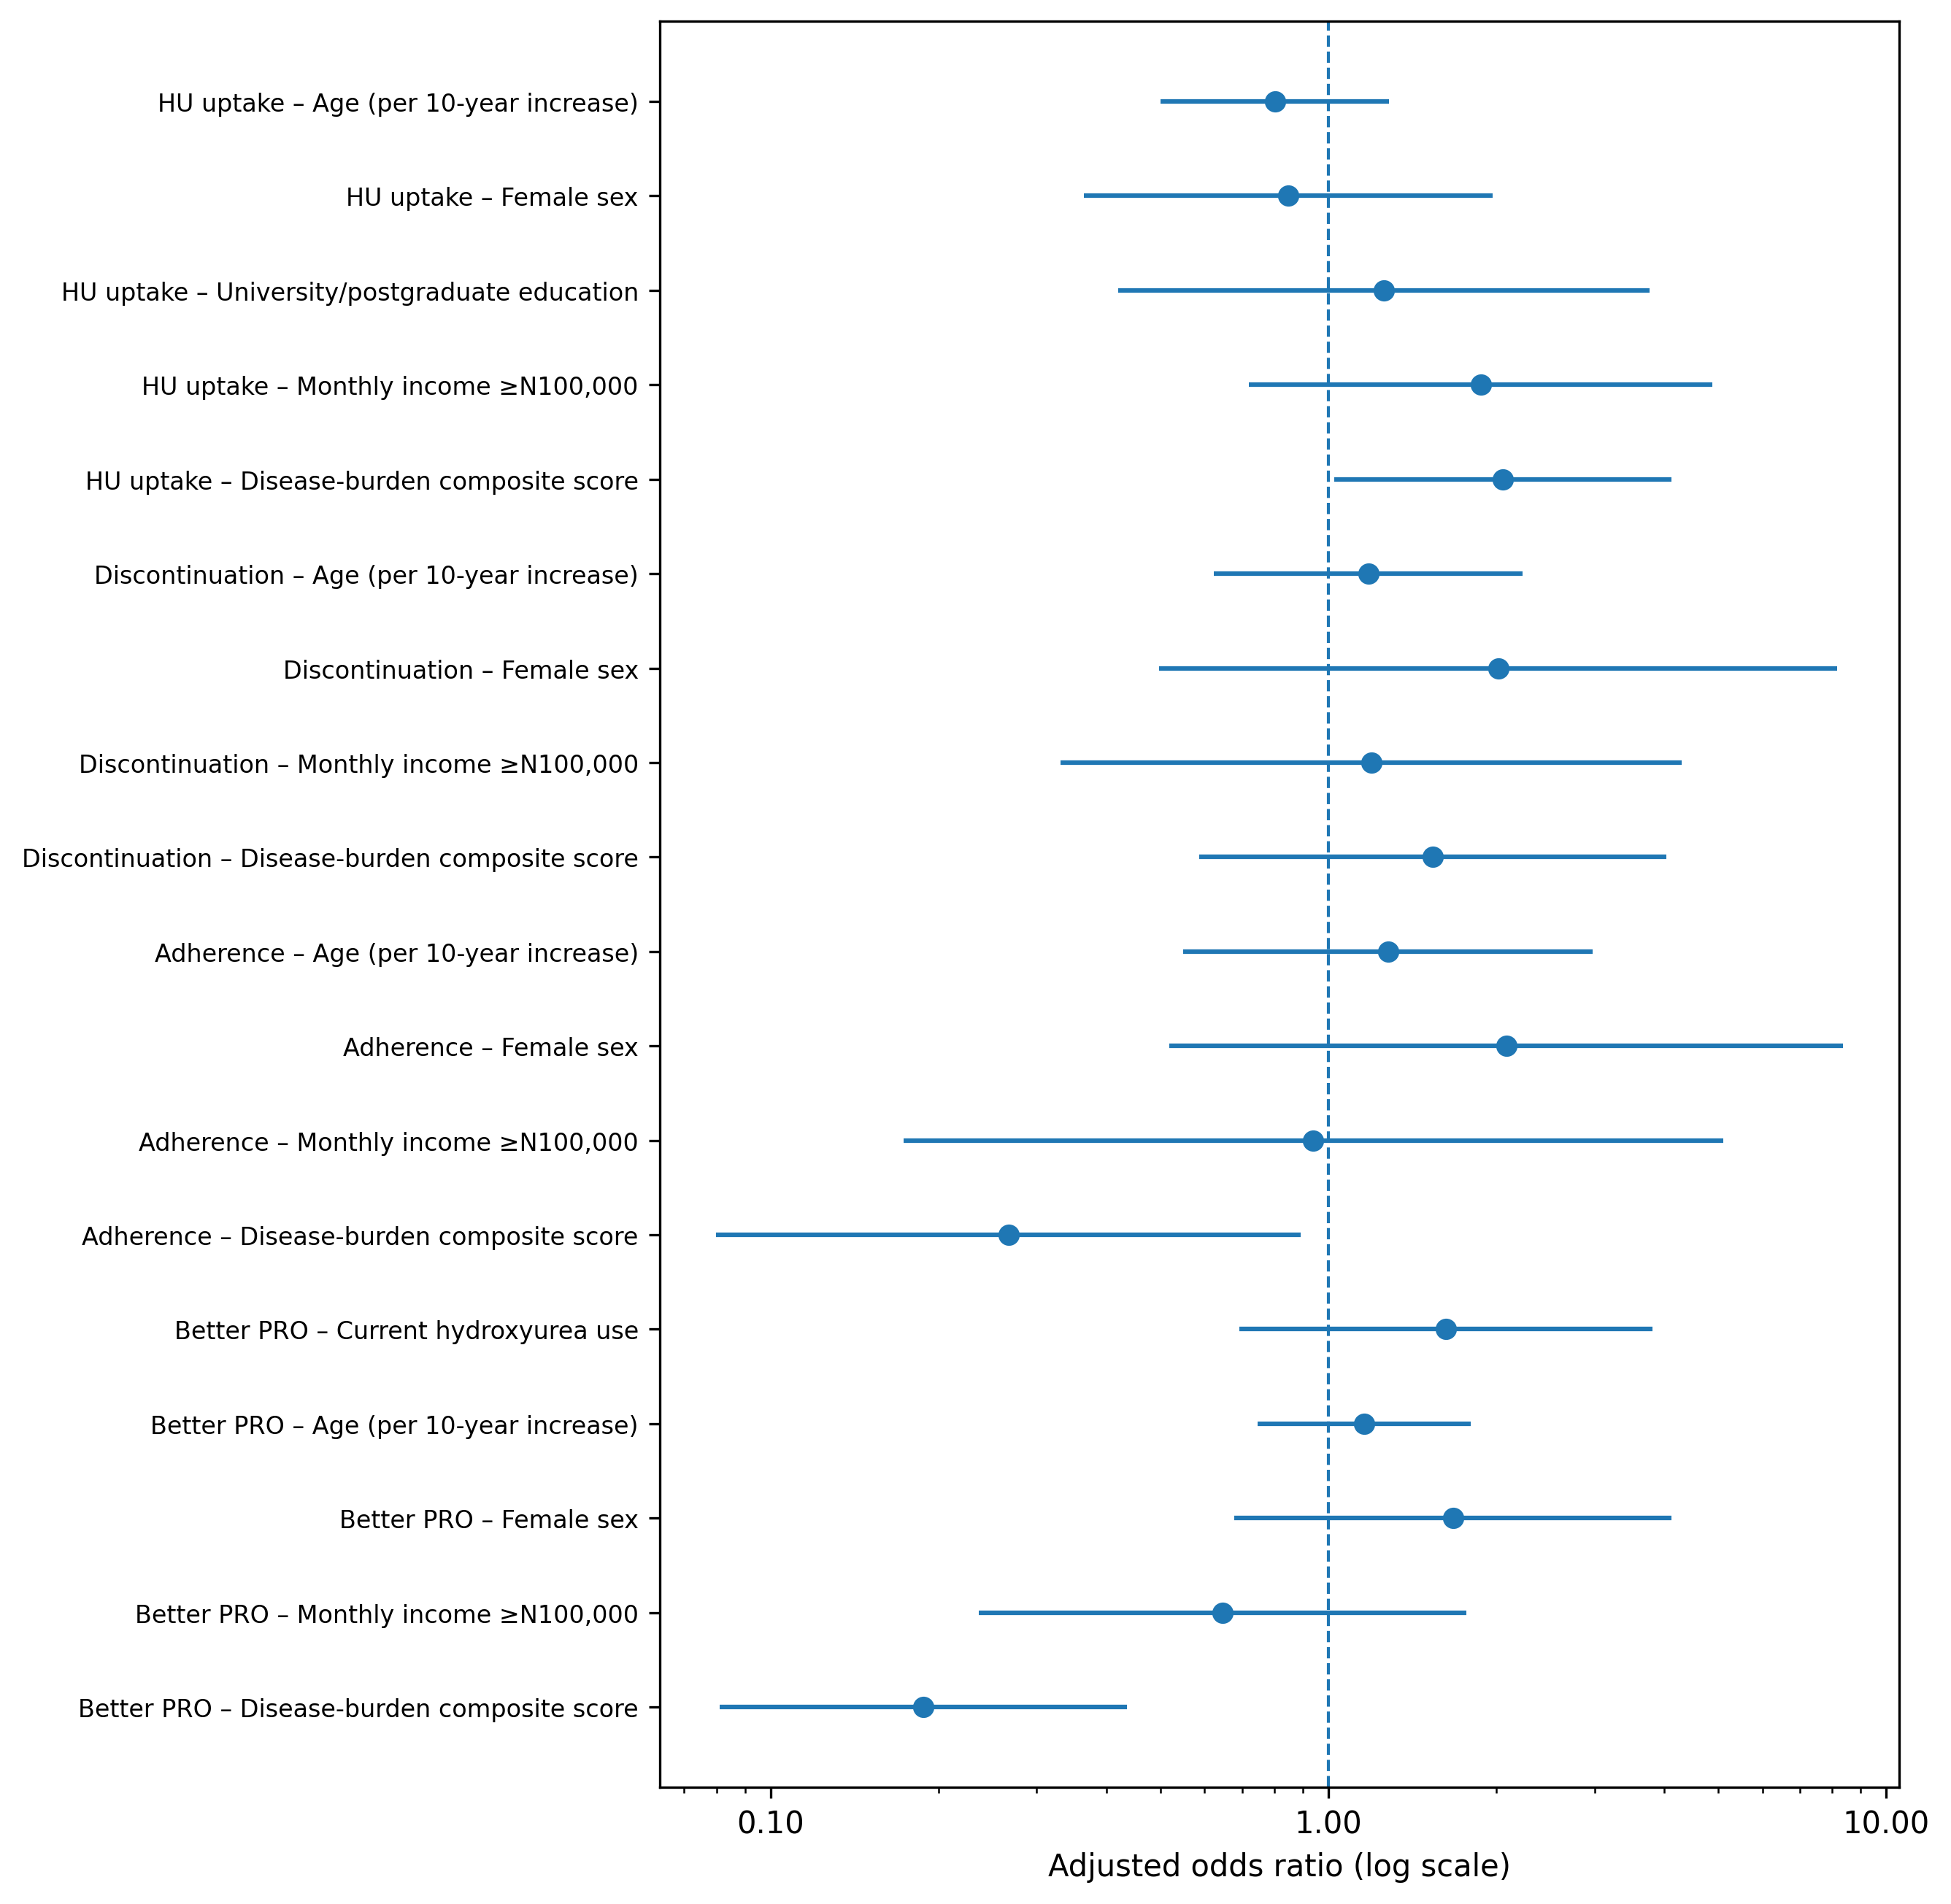 HU uptake – Age (per 10-year increase)
HU uptake – Female sex
HU uptake – University/postgraduate education
HU uptake – Monthly income ≥N100,000
HU uptake – Disease-burden composite score
Discontinuation – Age (per 10-year increase)
Discontinuation – Female sex
Discontinuation – Monthly income ≥N100,000
Discontinuation – Disease-burden composite score
Adherence – Age (per 10-year increase)
Adherence – Female sex
Adherence – Monthly income ≥N100,000
Adherence – Disease-burden composite score
Better PRO – Current hydroxyurea use
Better PRO – Age (per 10-year increase)
Better PRO – Female sex
Better PRO – Monthly income ≥N100,000
Better PRO – Disease-burden composite score
0.10 1.00 10.00
Adjusted odds ratio (log scale)